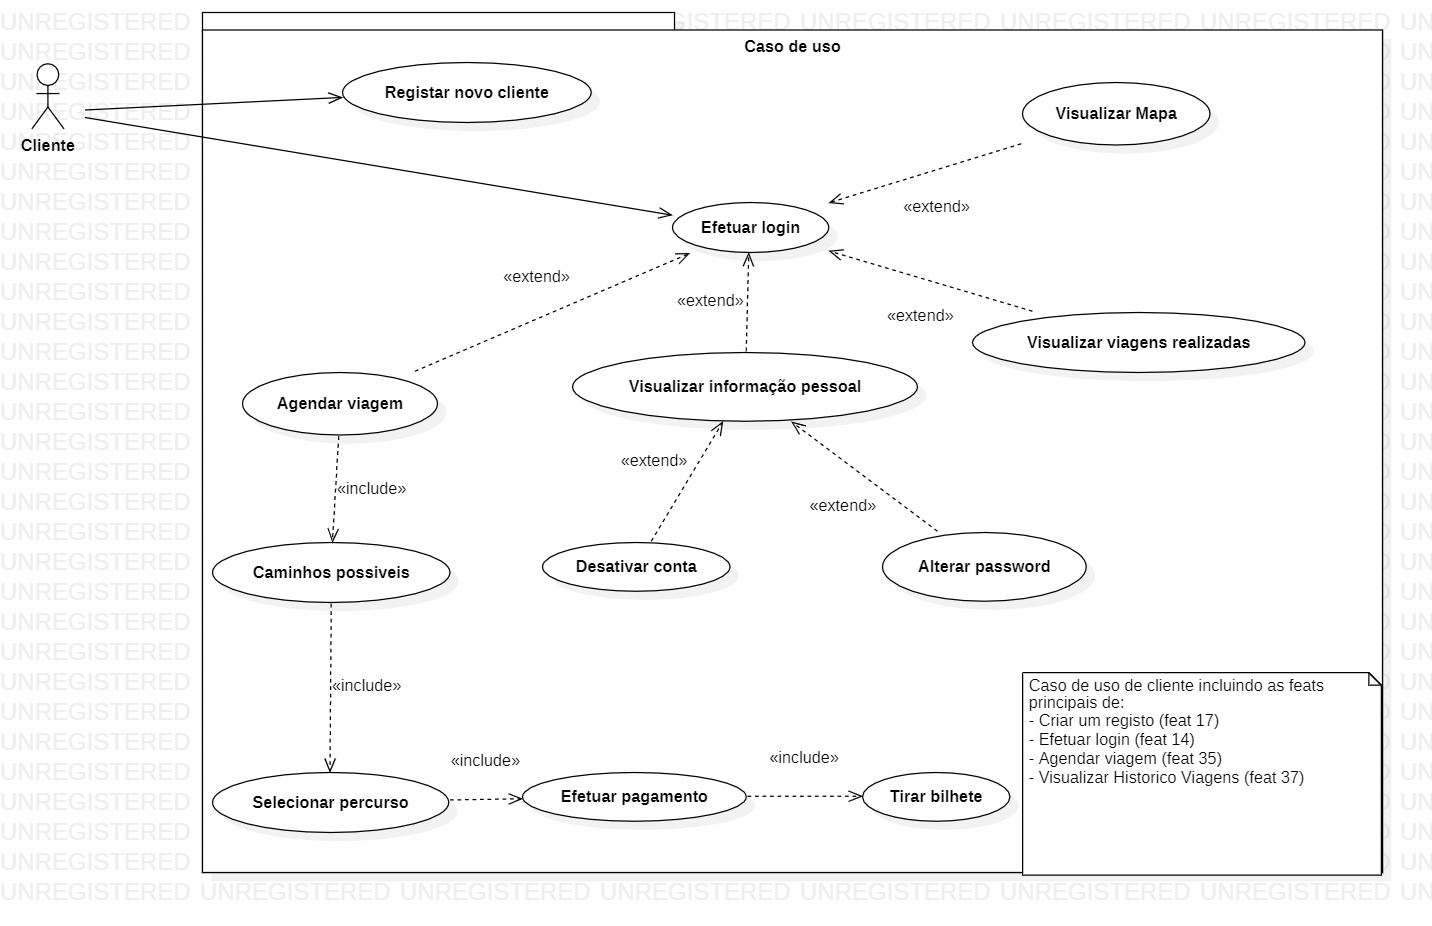 Caso de uso
Cliente
Registar novo cliente
Visualizar Mapa
«extend»
Efetuar login
«extend»
«extend»
«extend»
Visualizar viagens realizadas
Visualizar informação pessoal
Agendar viagem
«extend»
«include»
«extend»
Caminhos possiveis
Desativar conta
Alterar password
«include»
Caso de uso de cliente incluindo as feats
principais de:
- Criar um registo (feat 17)
- Efetuar login (feat 14)
- Agendar viagem (feat 35)
- Visualizar Historico Viagens (feat 37)
«include»
«include»
Selecionar percurso
Efetuar pagamento
Tirar bilhete
UNREGISTERED UNREGISTERED UNREGISTERED UNREGISTERED UNREGISTERED UNREGISTERED UNREGISTERED UN